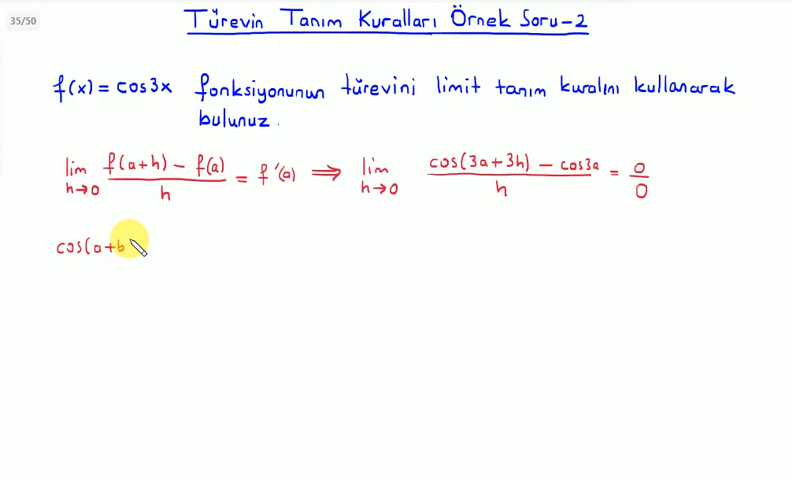 35/50
Türevin Tanım Kuralları Örnek Soru-2
f(x) = cos3x fonksiyonunun türevini limit tanım kuralını kullanarak
bulunuz.
lim h→0 f(a+h) - f(a) / h = f'(a) ⟹ lim h→0 cos(3a+3h) - cos3a / h = 0/0
cos(a+b